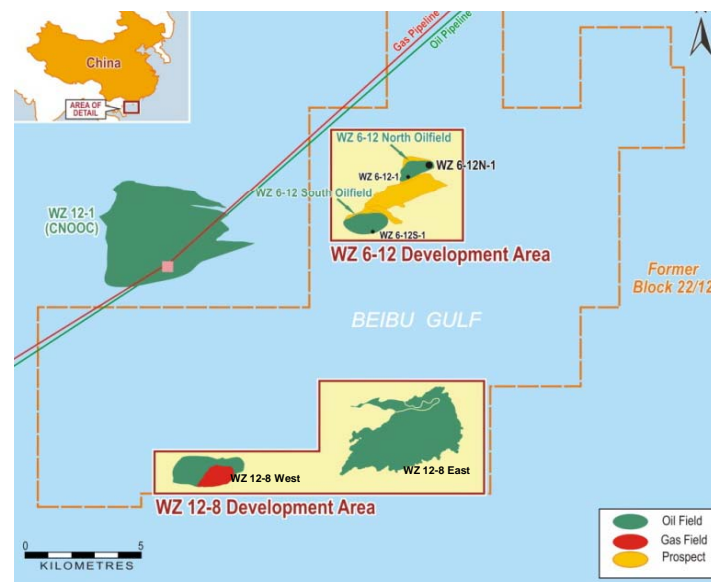 China
AREA OF
DETAIL
Gas Pipeline
Oil Pipeline
N
WZ 6-12 North Oilfield
WZ 6-12N-1
WZ 6-12-1
WZ 6-12 South Oilfield
WZ 6-12S-1
WZ 6-12 Development Area
WZ 12-1
(CNOOC)
Former
Block 22/12
BEIBU GULF
WZ 12-8 West
WZ 12-8 East
WZ 12-8 Development Area
0
5
KILOMETRES
Oil Field
Gas Field
Prospect